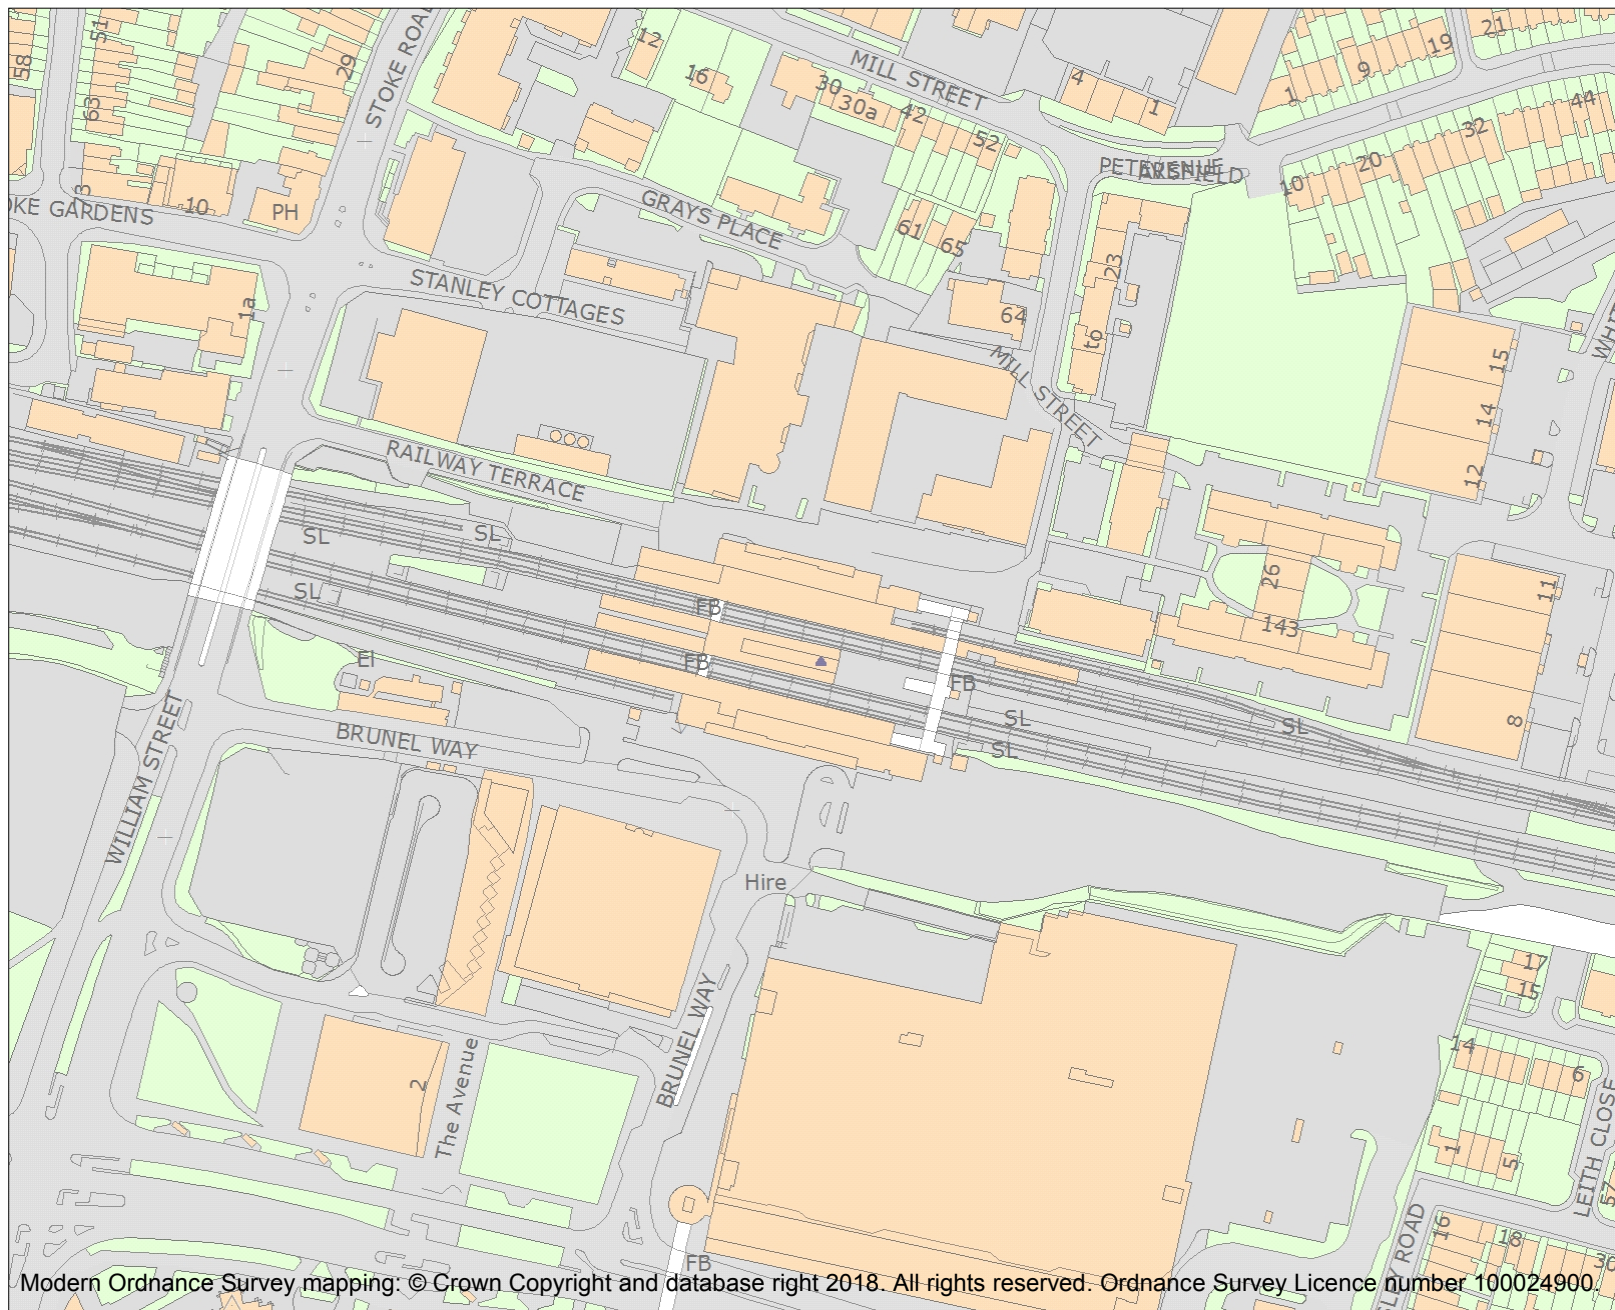 STOKE ROAD
MILL STREET
51
58
29
63
12
16
30
30a
42
52
4
1
9
19
21
1
44
32
20
10
73
10
PH
OKE GARDENS
GRAYS PLACE
61
65
23
to
64
1a
STANLEY COTTAGES
MILL STREET
15
14
12
RAILWAY TERRACE
SL
SL
SL
FB
FB
FB
26
143
11
8
SL
SL
SL
El
BRUNEL WAY
WILLIAM STREET
Hire
17
15
BRUNEL WAY
The Avenue
2
14
6
1
5
LEITH CLOSE
57
16
18
FB
Modern Ordnance Survey mapping: © Crown Copyright and database right 2018. All rights reserved. Ordnance Survey Licence number 100024900.